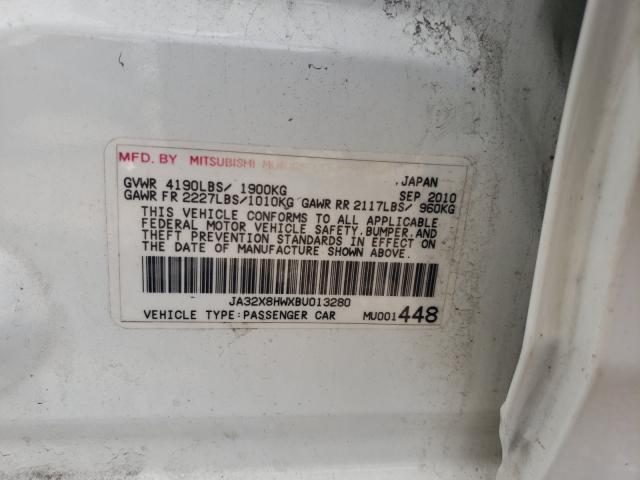 MFD. BY MITSUBISHI
JAPAN
GVWR 4190LBS/ 1900KG SEP 2010
GAWR FR 2227LBS/1010KG GAWR RR 2117LBS/ 960KG
THIS VEHICLE CONFORMS TO ALL APPLICABLE
FEDERAL MOTOR VEHICLE SAFETY, BUMPER, AND
THEFT PREVENTION STANDARDS IN EFFECT ON
THE DATE OF MANUFACTURE SHOWN ABOVE.
JA32X8HWXBU013280
VEHICLE TYPE:PASSENGER CAR MU001448